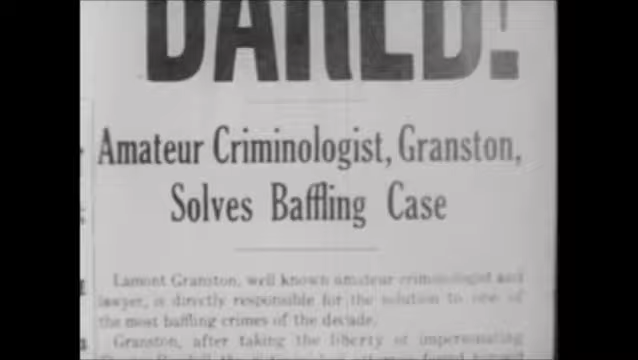 BARED!
Amateur Criminologist, Granston,
Solves Baffling Case
Lamont Granston, well known amateur criminologist and
lawyer, is directly responsible for the solution to one of
the most baffling crimes of the decade.
Granston, after taking the liberty of impersonating